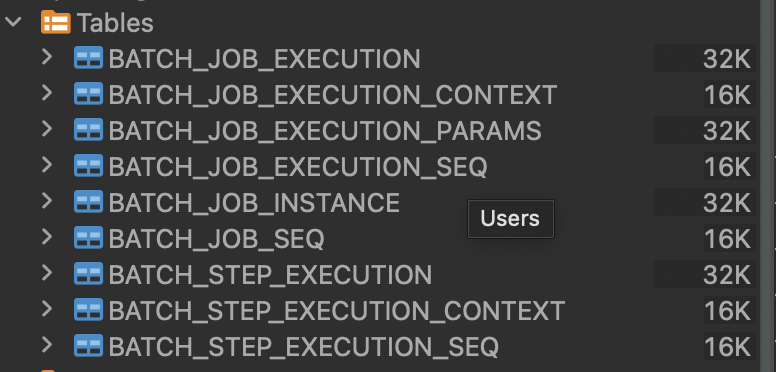 Tables
BATCH_JOB_EXECUTION 32K
BATCH_JOB_EXECUTION_CONTEXT 16K
BATCH_JOB_EXECUTION_PARAMS 32K
BATCH_JOB_EXECUTION_SEQ 16K
BATCH_JOB_INSTANCE 32K
Users
BATCH_JOB_SEQ 16K
BATCH_STEP_EXECUTION 32K
BATCH_STEP_EXECUTION_CONTEXT 16K
BATCH_STEP_EXECUTION_SEQ 16K